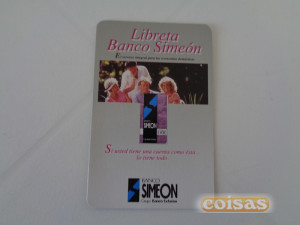 Libreta
Banco Simeón
Si usted tiene una cuenta como ésta...
lo tiene todo
BANCO
SIMEON
coisas